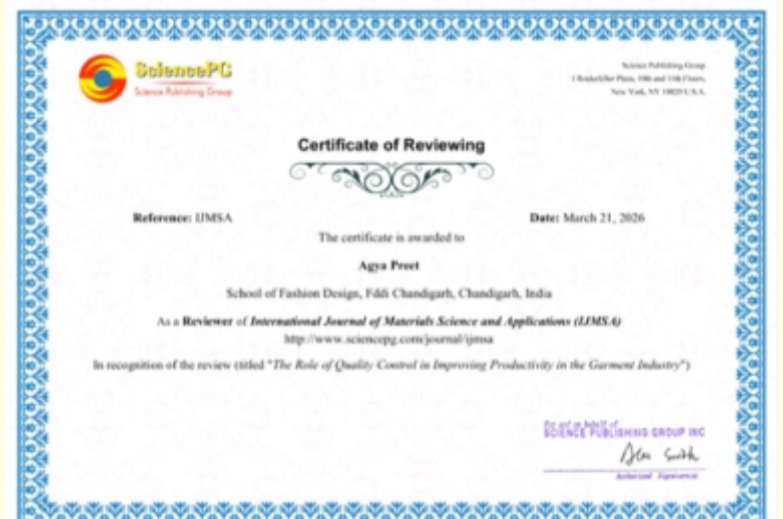 SciencePG
Science Publishing Group
Science Publishing Group
1 Rockefeller Plaza, 10th and 11th Floors,
New York, NY 10020 U.S.A.
Certificate of Reviewing
Reference: IJMSA
Date: March 21, 2026
The certificate is awarded to
Agya Preet
School of Fashion Design, Fddi Chandigarh, Chandigarh, India
As a Reviewer of International Journal of Materials Science and Applications (IJMSA)
http://www.sciencepg.com/journal/ijmsa
In recognition of the review (titled "The Role of Quality Control in Improving Productivity in the Garment Industry")
For and on behalf of
SCIENCE PUBLISHING GROUP INC
Smith
Authorized Signature(s)